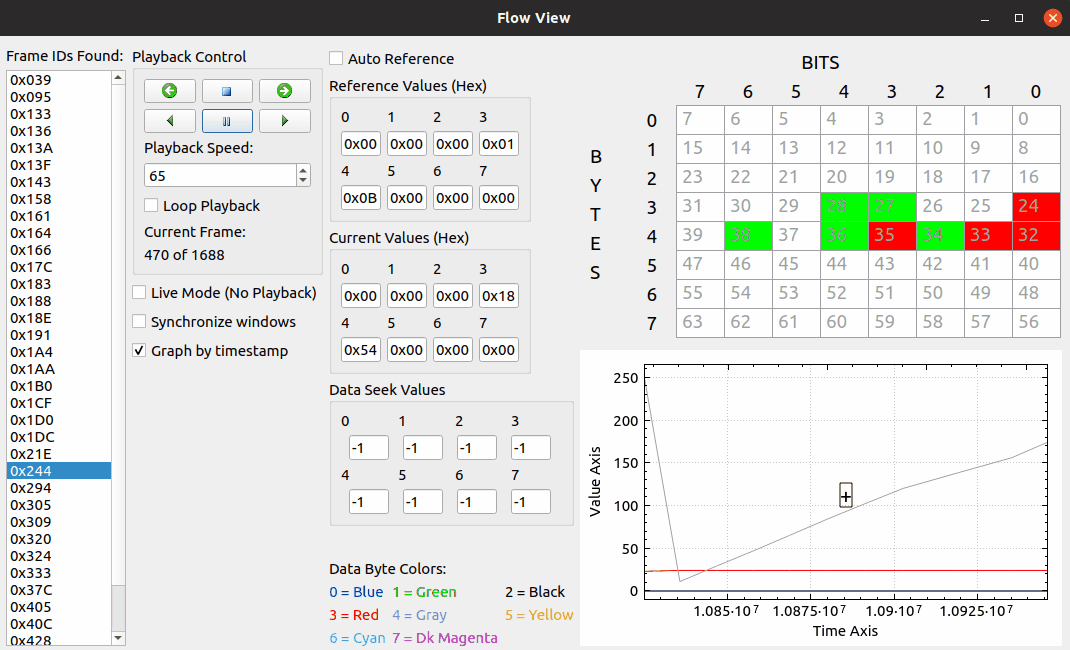 Flow View
Frame IDs Found:
0x039
0x095
0x133
0x136
0x13A
0x13F
0x143
0x158
0x161
0x164
0x166
0x17C
0x183
0x188
0x18E
0x191
0x1A4
0x1AA
0x1B0
0x1CF
0x1D0
0x1DC
0x21E
0x244
0x294
0x305
0x309
0x320
0x324
0x333
0x37C
0x405
0x40C
0x428
Playback Control
Playback Speed:
65
Loop Playback
Current Frame:
470 of 1688
Live Mode (No Playback)
Synchronize windows
Graph by timestamp
Auto Reference
Reference Values (Hex)
0 1 2 3
0x00 0x00 0x00 0x01
4 5 6 7
0x0B 0x00 0x00 0x00
Current Values (Hex)
0 1 2 3
0x00 0x00 0x00 0x18
4 5 6 7
0x54 0x00 0x00 0x00
Data Seek Values
0 1 2 3
-1 -1 -1 -1
4 5 6 7
-1 -1 -1 -1
Data Byte Colors:
0 = Blue 1 = Green 2 = Black
3 = Red 4 = Gray 5 = Yellow
6 = Cyan 7 = Dk Magenta
BITS
7 6 5 4 3 2 1 0
BYTES
0 7 6 5 4 3 2 1 0
1 15 14 13 12 11 10 9 8
2 23 22 21 20 19 18 17 16
3 31 30 29 28 27 26 25 24
4 39 38 37 36 35 34 33 32
5 47 46 45 44 43 42 41 40
6 55 54 53 52 51 50 49 48
7 63 62 61 60 59 58 57 56
Value Axis
250
200
150
100
50
0
1.085·10⁷ 1.0875·10⁷ 1.09·10⁷ 1.0925·10⁷
Time Axis